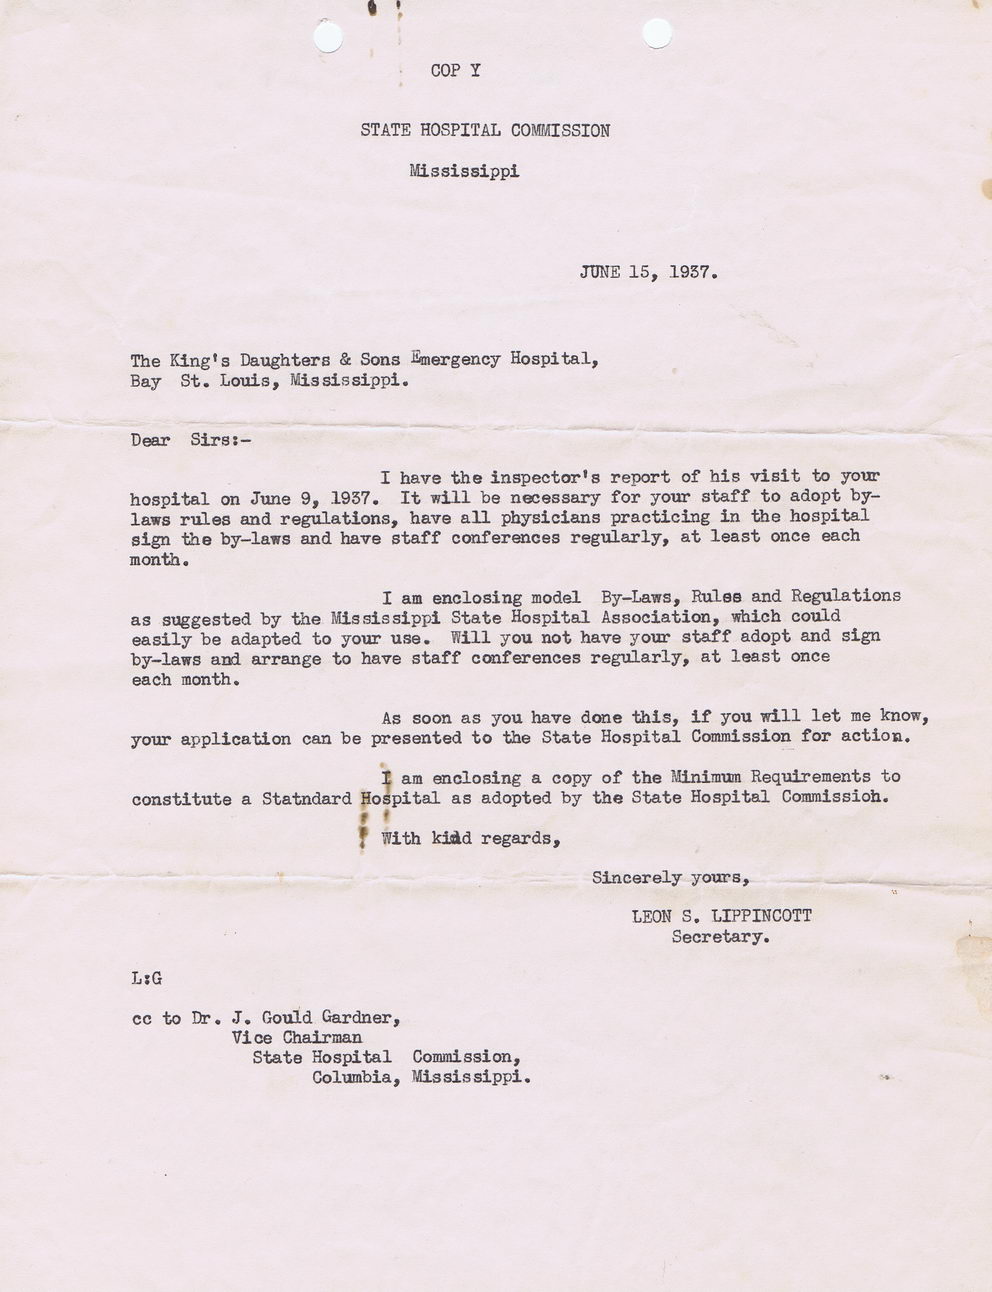 COP Y
STATE HOSPITAL COMMISSION
Mississippi
JUNE 15, 1937.
The King's Daughters & Sons Emergency Hospital,
Bay St. Louis, Mississippi.
Dear Sirs:-
I have the inspector's report of his visit to your
hospital on June 9, 1937. It will be necessary for your staff to adopt by-
laws rules and regulations, have all physicians practicing in the hospital
sign the by-laws and have staff conferences regularly, at least once each
month.
I am enclosing model By-Laws, Rules and Regulations
as suggested by the Mississippi State Hospital Association, which could
easily be adapted to your use. Will you not have your staff adopt and sign
by-laws and arrange to have staff conferences regularly, at least once
each month.
As soon as you have done this, if you will let me know,
your application can be presented to the State Hospital Commission for action.
I am enclosing a copy of the Minimum Requirements to
constitute a Statndard Hospital as adopted by the State Hospital Commission.
With kind regards,
Sincerely yours,
LEON S. LIPPINCOTT
Secretary.
L:G
cc to Dr. J. Gould Gardner,
Vice Chairman
State Hospital Commission,
Columbia, Mississippi.